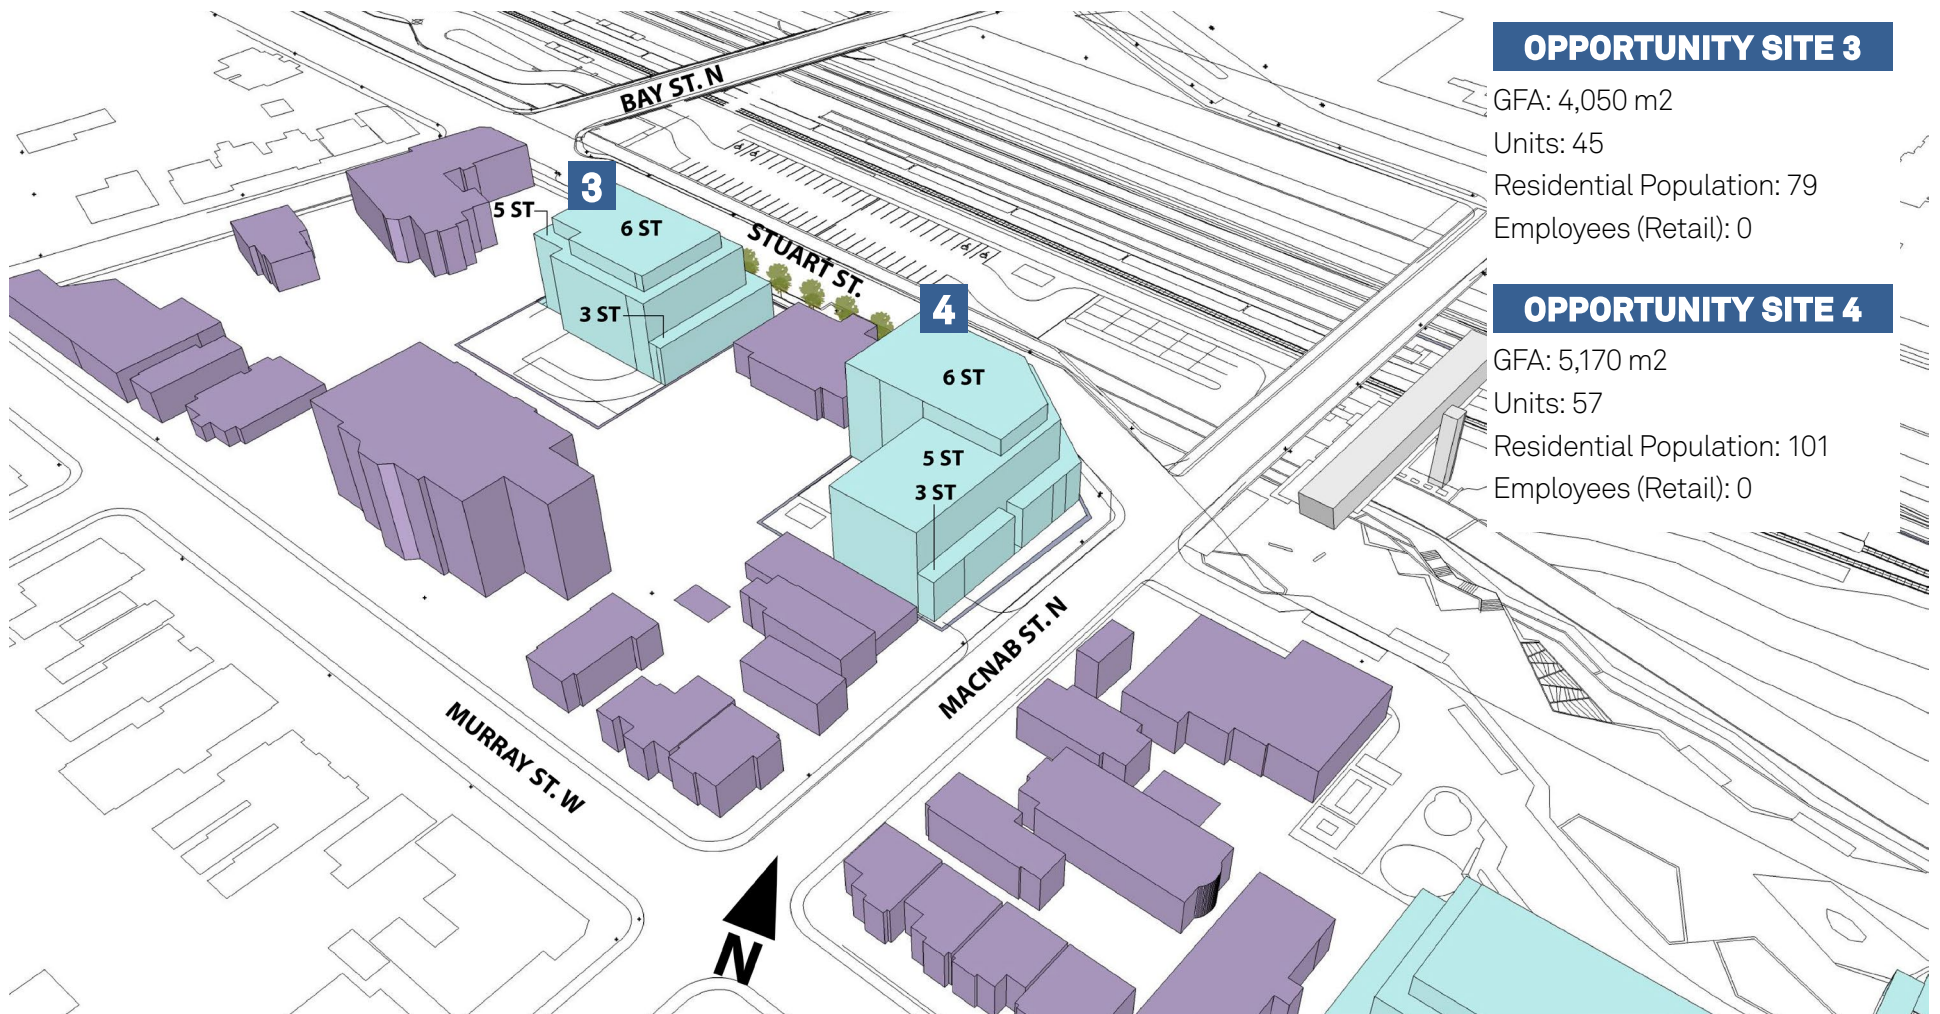 BAY ST. N
OPPORTUNITY SITE 3
GFA: 4,050 m2
Units: 45
Residential Population: 79
Employees (Retail): 0
3
5 ST
6 ST
STUART ST.
3 ST
4
OPPORTUNITY SITE 4
GFA: 5,170 m2
Units: 57
Residential Population: 101
Employees (Retail): 0
6 ST
5 ST
3 ST
MACNAB ST. N
MURRAY ST. W
N